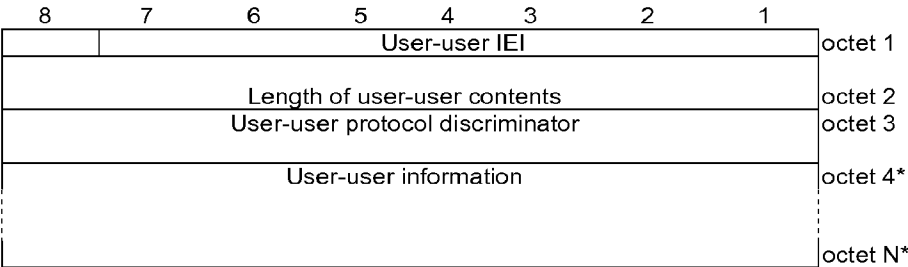 8 7 6 5 4 3 2 1
User-user IEI octet 1
Length of user-user contents octet 2
User-user protocol discriminator octet 3
User-user information octet 4*
octet N*